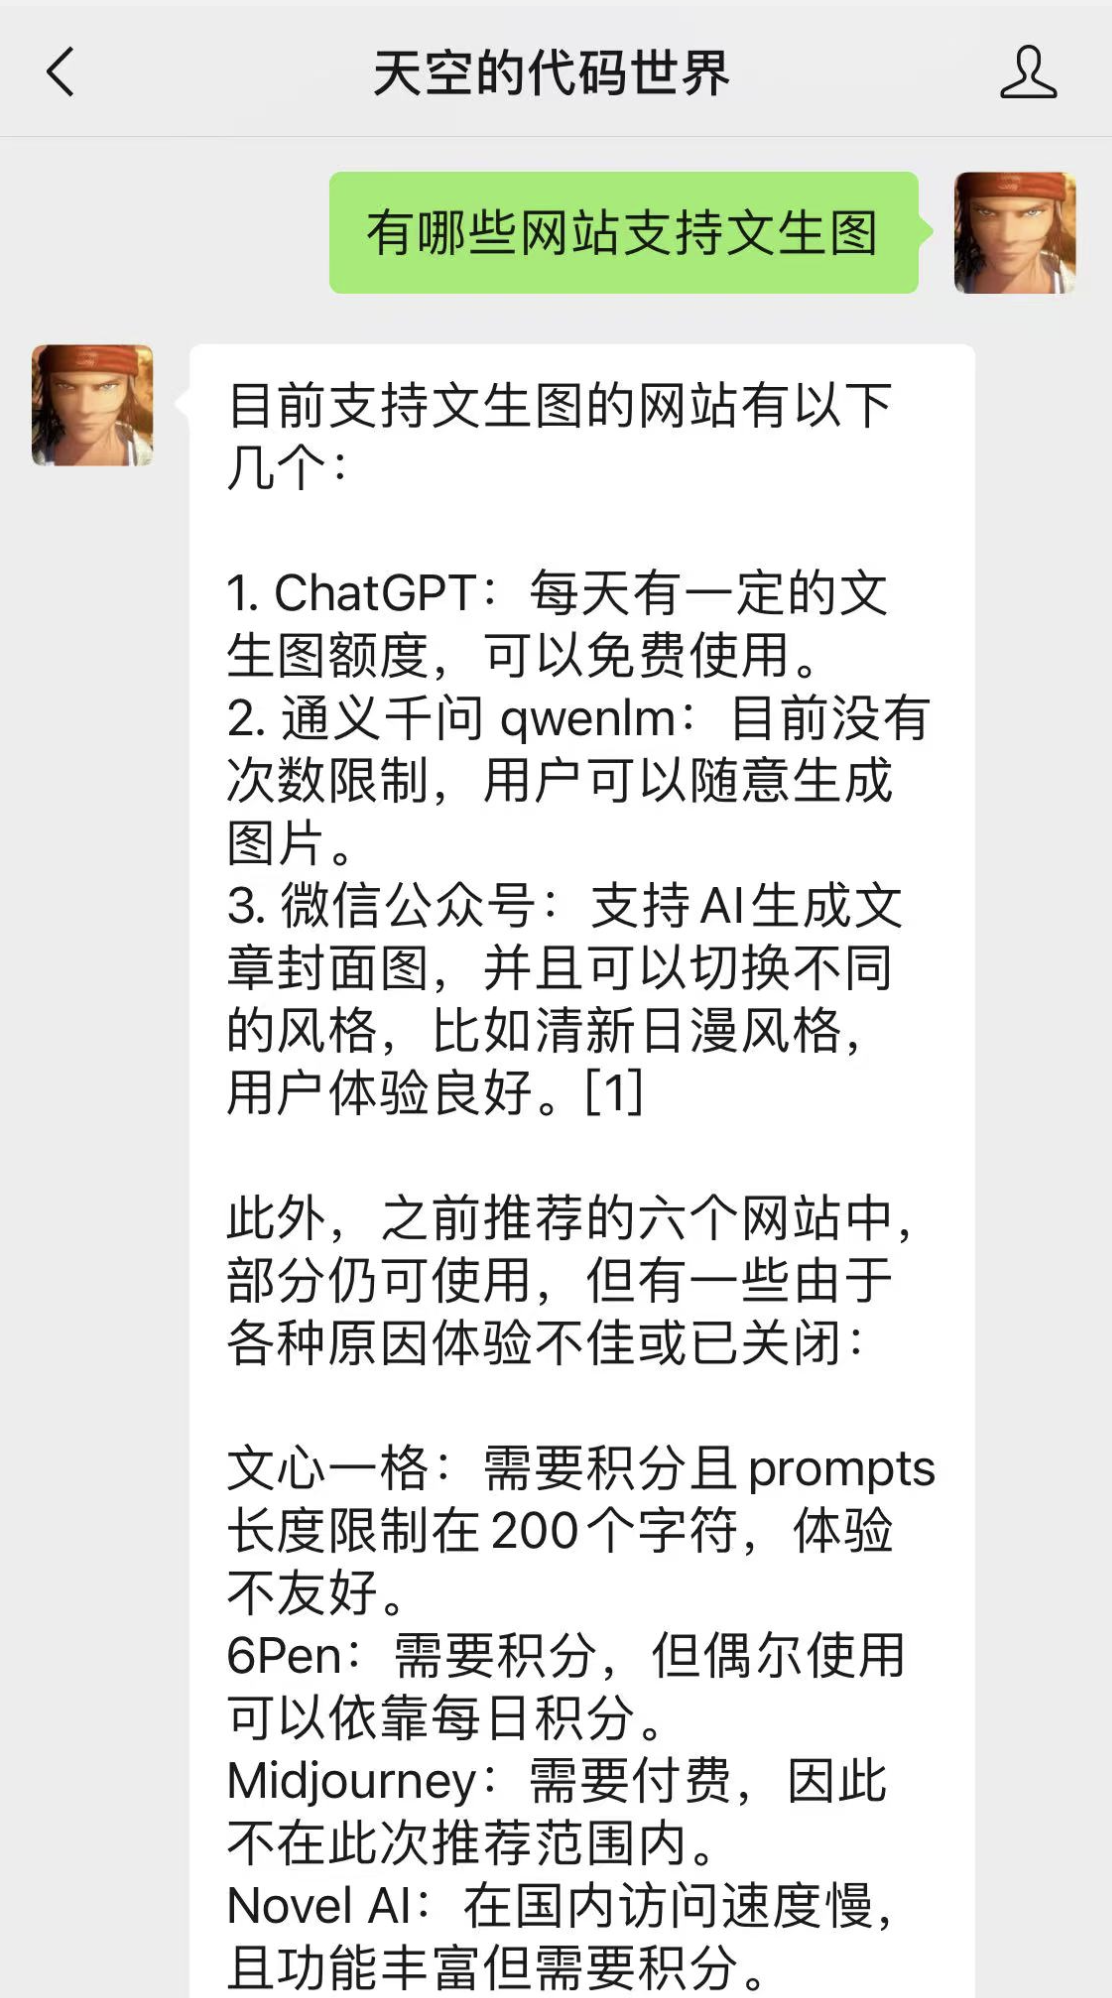 天空的代码世界
有哪些网站支持文生图
目前支持文生图的网站有以下
几个：
1. ChatGPT：每天有一定的文
生图额度，可以免费使用。
2. 通义千问 qwenlm：目前没有
次数限制，用户可以随意生成
图片。
3. 微信公众号：支持AI生成文
章封面图，并且可以切换不同
的风格，比如清新日漫风格，
用户体验良好。[1]
此外，之前推荐的六个网站中，
部分仍可使用，但有一些由于
各种原因体验不佳或已关闭：
文心一格：需要积分且prompts
长度限制在200个字符，体验
不友好。
6Pen：需要积分，但偶尔使用
可以依靠每日积分。
Midjourney：需要付费，因此
不在此次推荐范围内。
Novel AI：在国内访问速度慢，
且功能丰富但需要积分。